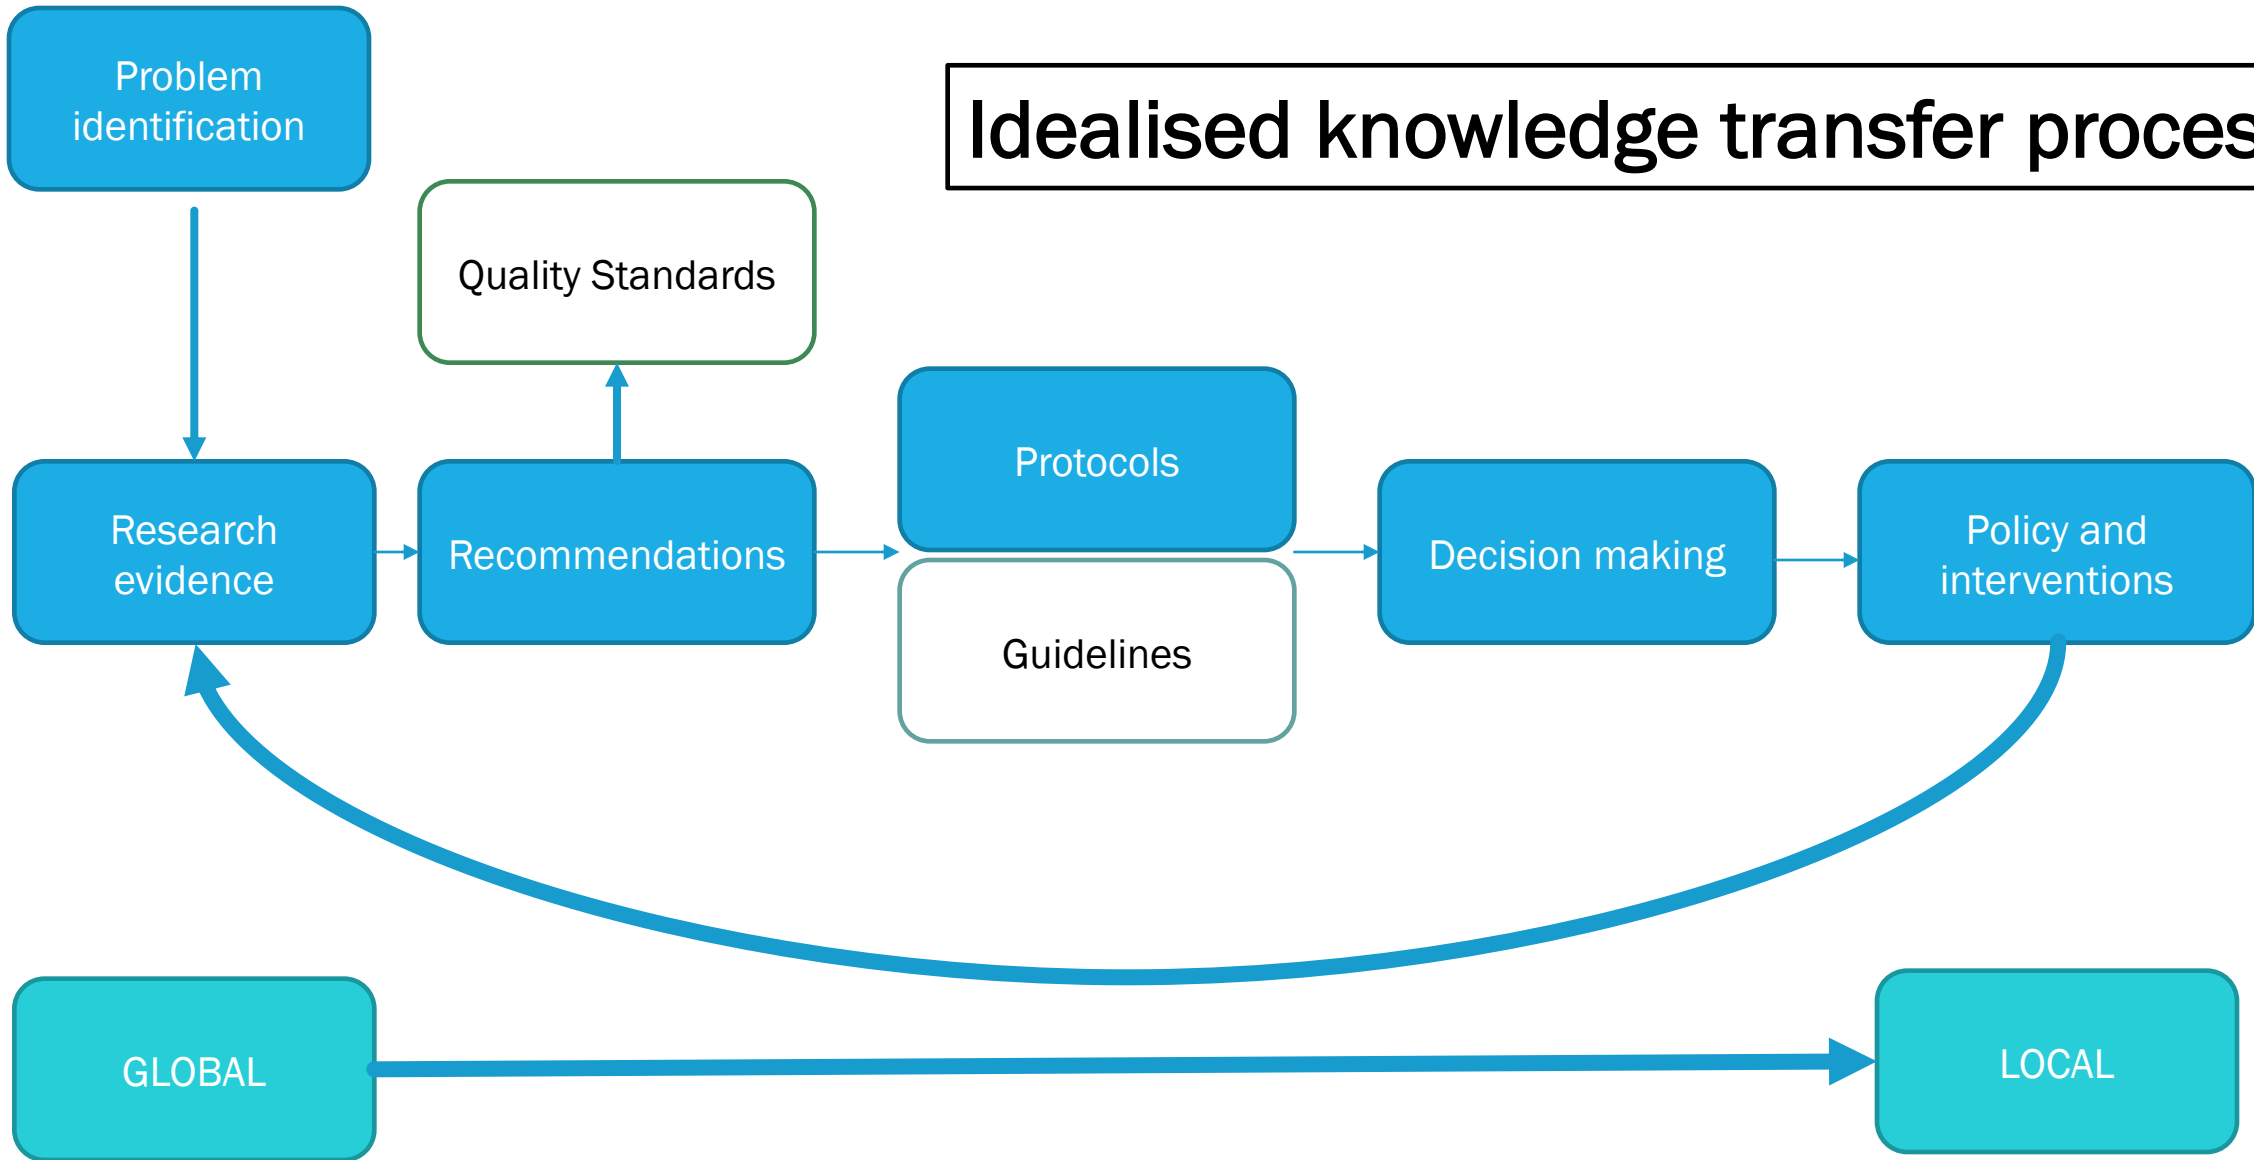 Problem
identification
Idealised knowledge transfer proces
Quality Standards
Research
evidence
Recommendations
Protocols
Guidelines
Decision making
Policy and
interventions
GLOBAL
LOCAL